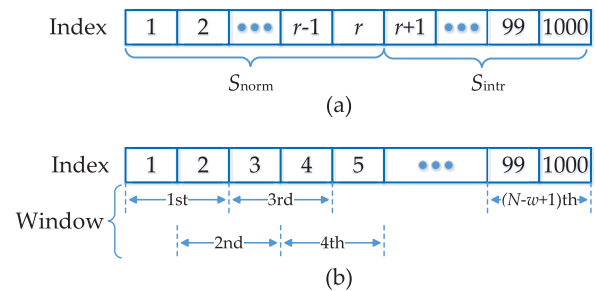 Index 1 2 ••• r-1 r r+1 ••• 99 1000
Snorm Sintr
(a)
Index 1 2 3 4 5 ••• 99 1000
1st 3rd (N-w+1)th
Window
2nd 4th
(b)